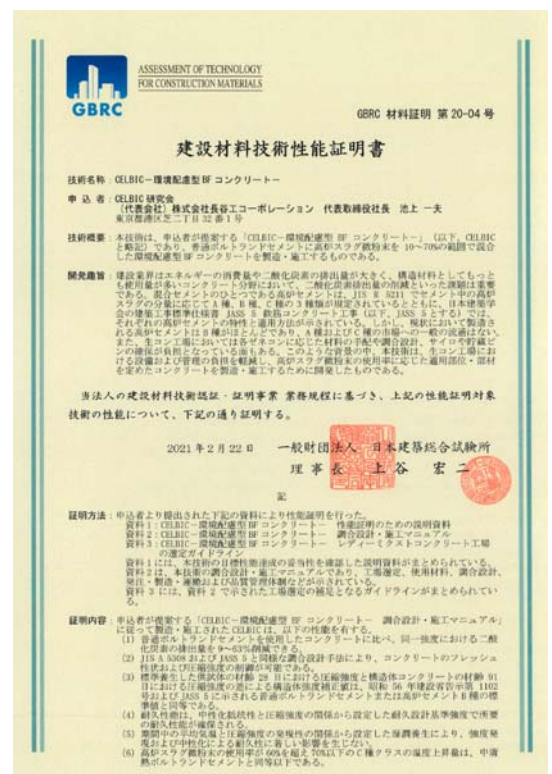 ASSESSMENT OF TECHNOLOGY
FOR CONSTRUCTION MATERIALS
GBRC
GBRC 材料証明 第 20-04 号
建設材料技術性能証明書
技術名称：CELBIC－環境配慮型 BF コンクリート－
申 込 者：CELBIC 研究会
(代表会社) 株式会社長谷工コーポレーション 代表取締役社長 池上 一夫
東京都港区芝二丁目 32 番 1 号
技術概要：本技術は、申込者が提案する「CELBIC－環境配慮型 BF コンクリート－」(以下、CELBIC
と略記) であり、普通ポルトランドセメントに高炉スラグ微粉末を 10～70%の範囲で混合
した環境配慮型 BF コンクリートを製造・施工するものである。
開発趣旨：建設業界はエネルギーの消費量や二酸化炭素の排出量が大きく、構造材料としてもっと
も使用量が多いコンクリート分野において、二酸化炭素排出量の削減といった課題は重要
である。混合セメントのひとつである高炉セメントは、JIS R 5211 でセメント中の高炉
スラグの分量に応じて A 種、B 種、C 種の 3 種類が規定されているとともに、日本建築学
会の建築工事標準仕様書 JASS 5 鉄筋コンクリート工事 (以下、JASS 5とする) では、
それぞれの高炉セメントの特性と適用方法が示されている。しかし、現状において製造さ
れる高炉セメントは B 種がほとんどであり、A 種および C 種の市場への一般の流通はない。
また、生コン工場においては各ゼネコンに応じた材料の手配や調合設計、サイロや貯蔵ビ
ンの確保が負担となっている面もある。このような背景の中、本技術は、生コン工場にお
ける設備および管理の負担を軽減し、高炉スラグ微粉末の使用率に応じた適用部位・部材
を定めたコンクリートを製造・施工するために開発したものである。
当法人の建設材料技術認証・証明事業 業務規程に基づき、上記の性能証明対象
技術の性能について、下記の通り証明する。
2021 年 2 月 22 日 一般財団法人 日本建築総合試験所
理 事 長 上 谷 宏 二
記
証明方法：申込者より提出された下記の資料により性能証明を行った。
資料 1：CELBIC－環境配慮型 BF コンクリート－ 性能証明のための説明資料
資料 2：CELBIC－環境配慮型 BF コンクリート－ 調合設計・施工マニュアル
資料 3：CELBIC－環境配慮型 BF コンクリート－ レディーミクストコンクリート工場
の選定ガイドライン
資料 1 には、本技術の目標性能達成の妥当性を確認した説明資料がまとめられている。
資料 2 は、本技術の調合設計・施工マニュアルであり、工場選定、使用材料、調合設計、
発注・製造・運搬および品質管理体制などが示されている。
資料 3 には、資料 2 で示された工場選定の補足となるガイドラインがまとめられてい
る。
証明内容：申込者が提案する「CELBIC－環境配慮型 BF コンクリート－ 調合設計・施工マニュアル」
に従って製造・施工された CELBIC は、以下の性能を有する。
(1) 普通ポルトランドセメントを使用したコンクリートに比べ、同一強度における二酸
化炭素の排出量を 9～63%削減できる。
(2) JIS A 5308 および JASS 5 と同様な調合設計手法により、コンクリートのフレッシュ
性状および圧縮強度の制御が可能である。
(3) 標準養生した供試体の材齢 28 日における圧縮強度と構造体コンクリートの材齢 91
日における圧縮強度の差による構造体強度補正値は、昭和 56 年建設省告示第 1102
号および JASS 5 に示される普通ポルトランドセメントまたは高炉セメント B 種の標
準値と同等である。
(4) 耐久性能は、中性化抵抗性と圧縮強度の関係から設定した耐久設計基準強度で所要
の耐久性能が確保される。
(5) 期間中の平均気温と圧縮強度の発現性の関係から設定した湿潤養生により、強度発
現および中性化による耐久性に著しい影響を生じない。
(6) 高炉スラグ微粉末の使用率が 60%を超え 70%以下の C 種クラスの温度上昇量は、中庸
熱ポルトランドセメントと同等以下である。